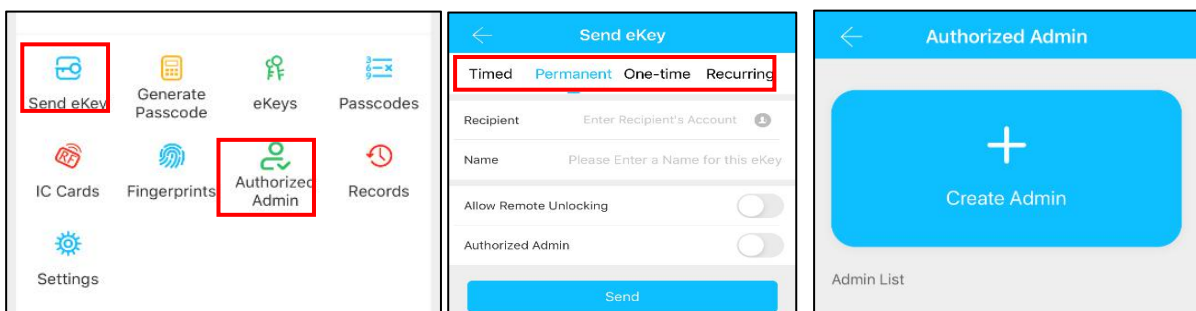 Send eKey
Generate
Passcode
eKeys
Passcodes
IC Cards
Fingerprints
Authorized
Admin
Records
Settings
Send eKey
Timed Permanent One-time Recurring
Recipient Enter Recipient's Account
Name Please Enter a Name for this eKey
Allow Remote Unlocking
Authorized Admin
Send
Authorized Admin
Create Admin
Admin List